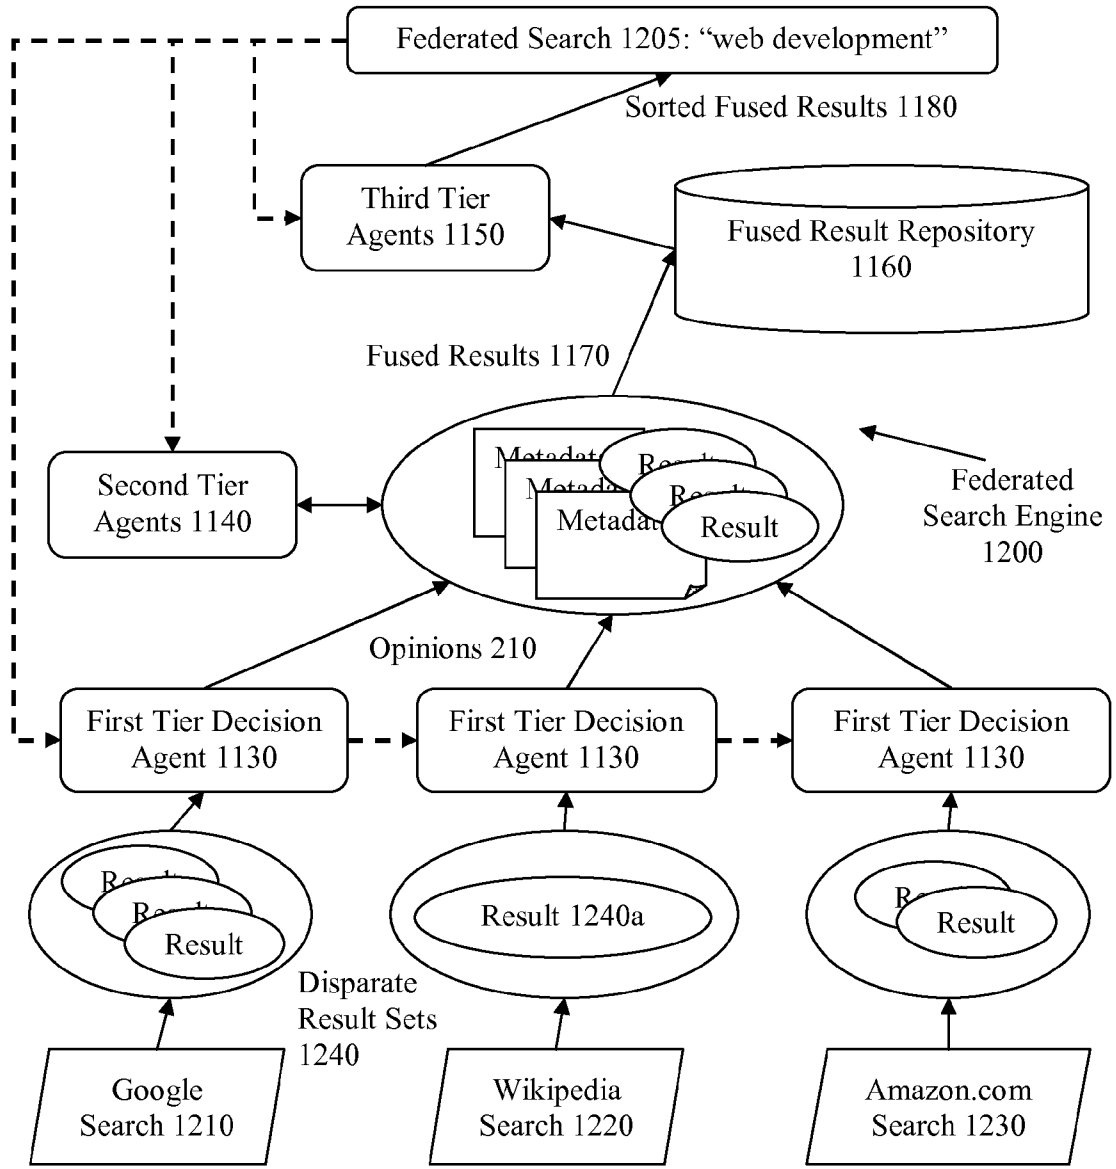 Federated Search 1205: “web development”
Sorted Fused Results 1180
Third Tier
Agents 1150
Fused Result Repository
1160
Fused Results 1170
Second Tier
Agents 1140
Metadata
Result
Metadata
Result
Metadata
Result
Federated
Search Engine
1200
Opinions 210
First Tier Decision
Agent 1130
First Tier Decision
Agent 1130
First Tier Decision
Agent 1130
Result
Result
Result
Result 1240a
Result
Result
Disparate
Result Sets
1240
Google
Search 1210
Wikipedia
Search 1220
Amazon.com
Search 1230